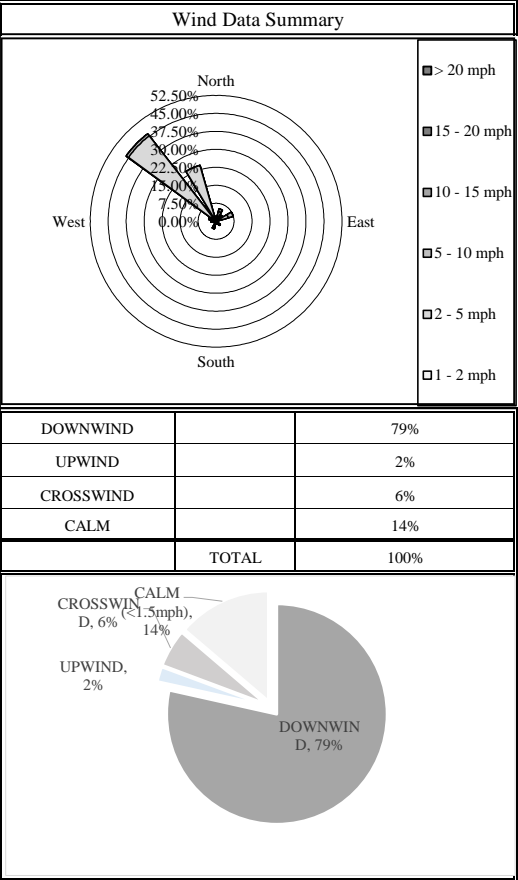 Wind Data Summary
North
52.50%
45.00%
37.50%
30.00%
22.50%
15.00%
7.50%
0.00%
West
East
South
> 20 mph
15 - 20 mph
10 - 15 mph
5 - 10 mph
2 - 5 mph
1 - 2 mph
DOWNWIND 79%
UPWIND 2%
CROSSWIND 6%
CALM 14%
TOTAL 100%
CALM
(<1.5mph),
14%
CROSSWIN
D, 6%
UPWIND,
2%
DOWNWIN
D, 79%